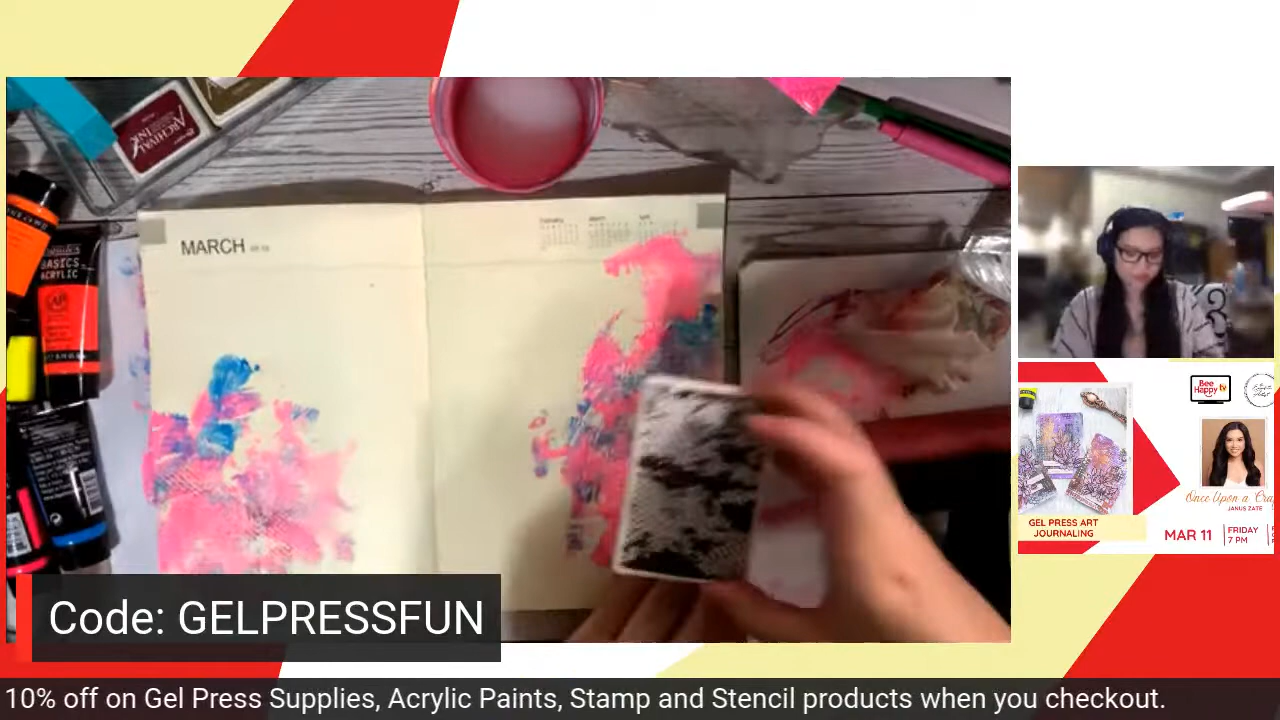 ARCHIVAL
INK
BASICS
ACRYLIC
MARCH
Code: GELPRESSFUN
Bee
Happy tv
Once Upon a
JANUS ZATE
GEL PRESS ART
JOURNALING
MAR 11
FRIDAY
7 PM
10% off on Gel Press Supplies, Acrylic Paints, Stamp and Stencil products when you checkout.